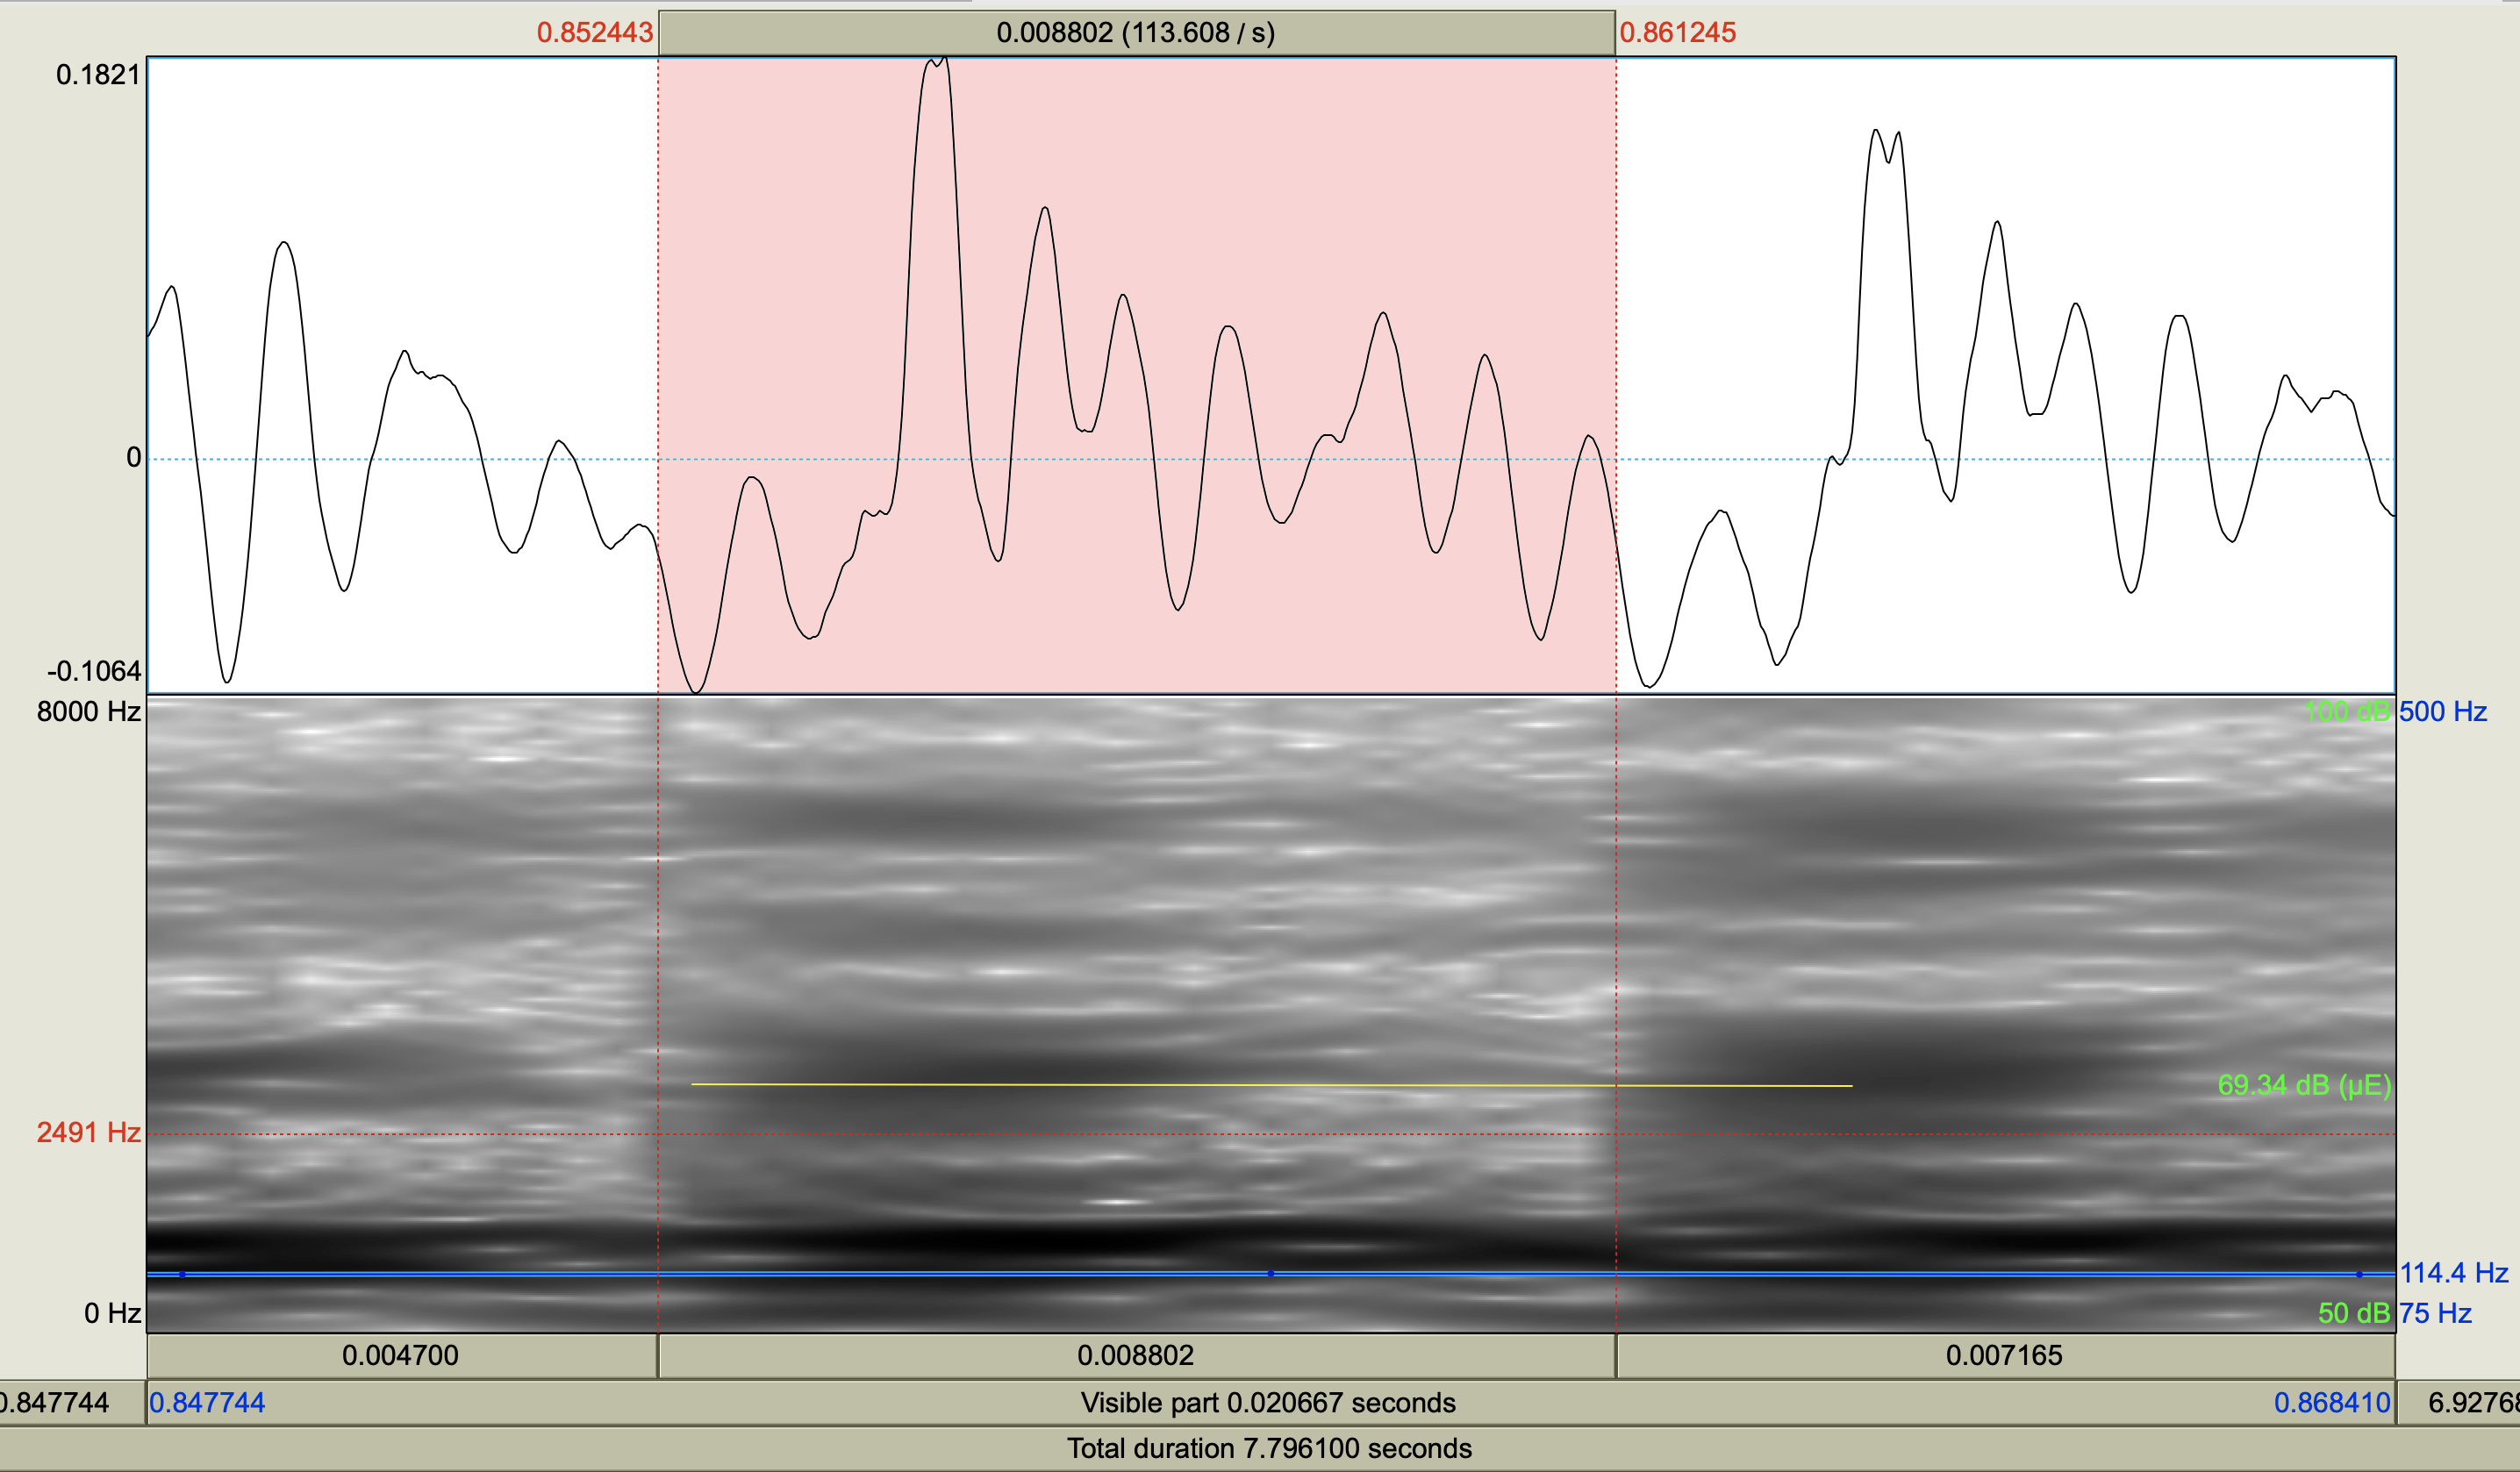 0.852443 0.008802 (113.608 / s) 0.861245
0.1821
0
-0.1064
8000 Hz 100 dB 500 Hz
69.34 dB (µE)
2491 Hz
114.4 Hz
0 Hz 50 dB 75 Hz
0.004700 0.008802 0.007165
0.847744 0.847744 Visible part 0.020667 seconds 0.868410 6.92768
Total duration 7.796100 seconds